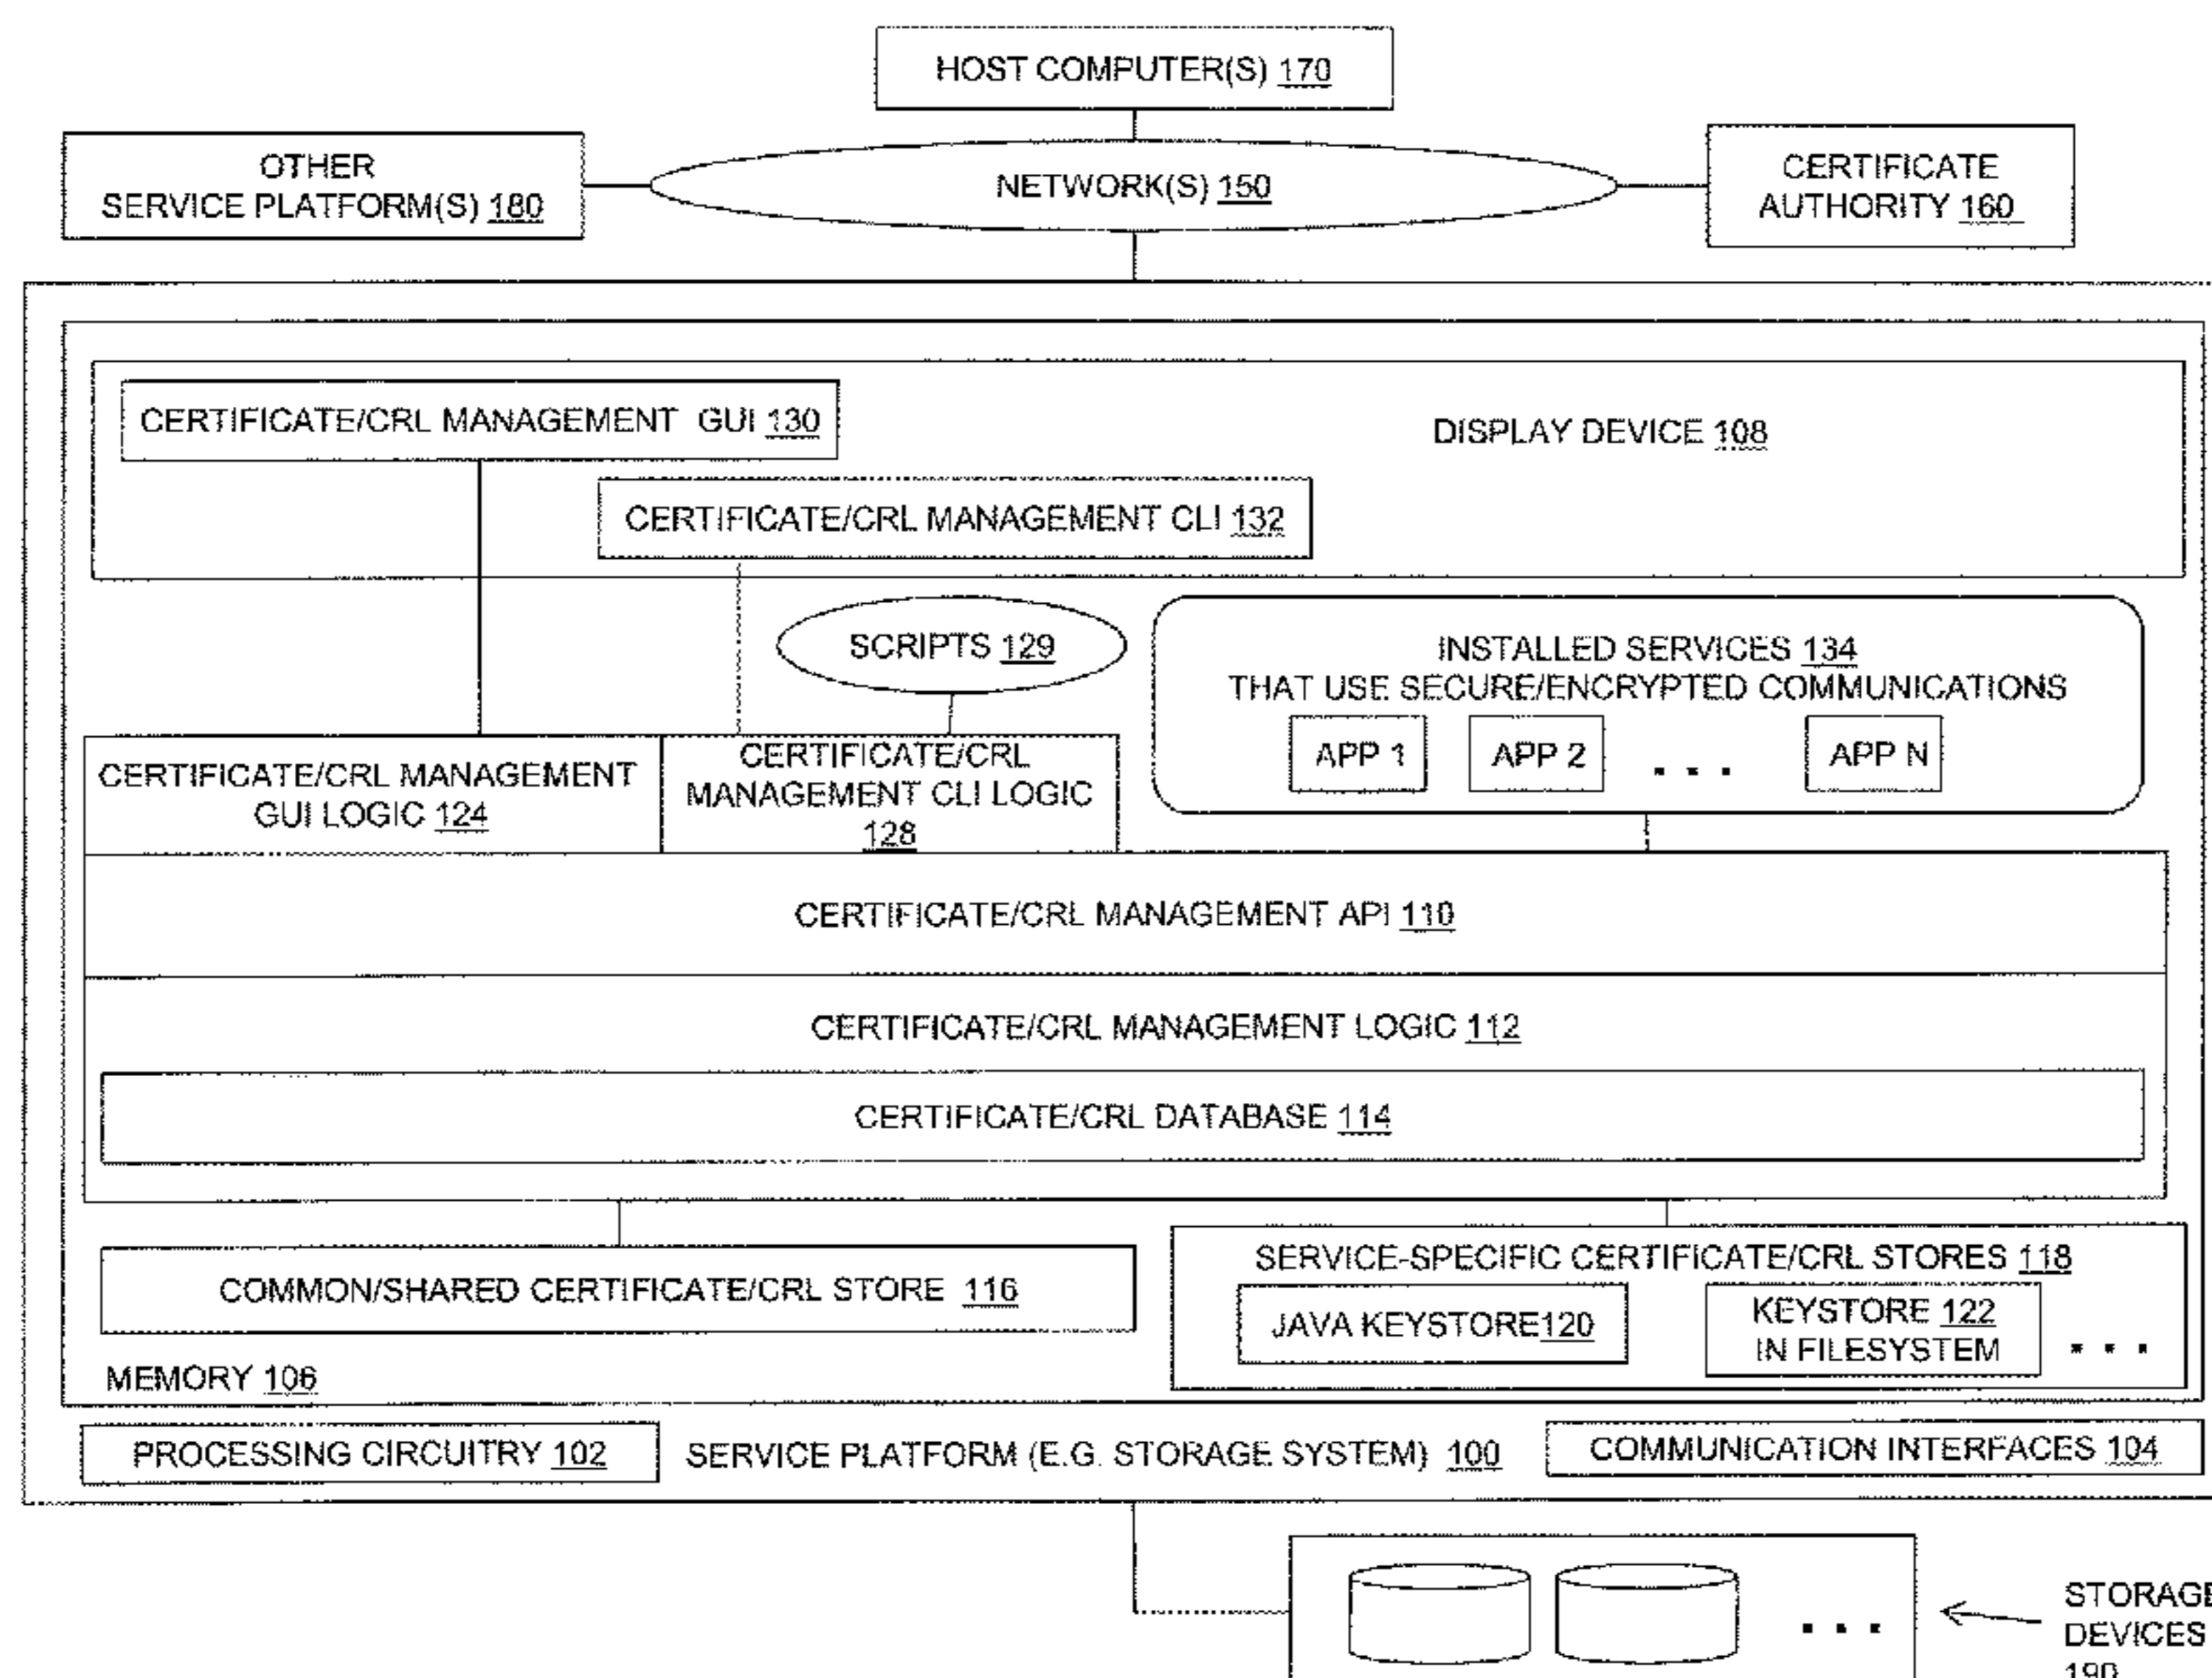 HOST COMPUTER(S) 170
OTHER
SERVICE PLATFORM(S) 180
NETWORK(S) 150
CERTIFICATE
AUTHORITY 160
CERTIFICATE/CRL MANAGEMENT GUI 130
DISPLAY DEVICE 108
CERTIFICATE/CRL MANAGEMENT CLI 132
SCRIPTS 129
INSTALLED SERVICES 134
THAT USE SECURE/ENCRYPTED COMMUNICATIONS
APP 1
APP 2
. . .
APP N
CERTIFICATE/CRL MANAGEMENT
GUI LOGIC 124
CERTIFICATE/CRL
MANAGEMENT CLI LOGIC
128
CERTIFICATE/CRL MANAGEMENT API 110
CERTIFICATE/CRL MANAGEMENT LOGIC 112
CERTIFICATE/CRL DATABASE 114
COMMON/SHARED CERTIFICATE/CRL STORE 116
SERVICE-SPECIFIC CERTIFICATE/CRL STORES 118
JAVA KEYSTORE120
KEYSTORE 122
IN FILESYSTEM
. . .
MEMORY 106
PROCESSING CIRCUITRY 102
SERVICE PLATFORM (E.G. STORAGE SYSTEM) 100
COMMUNICATION INTERFACES 104
. . .
STORAGE
DEVICES
190